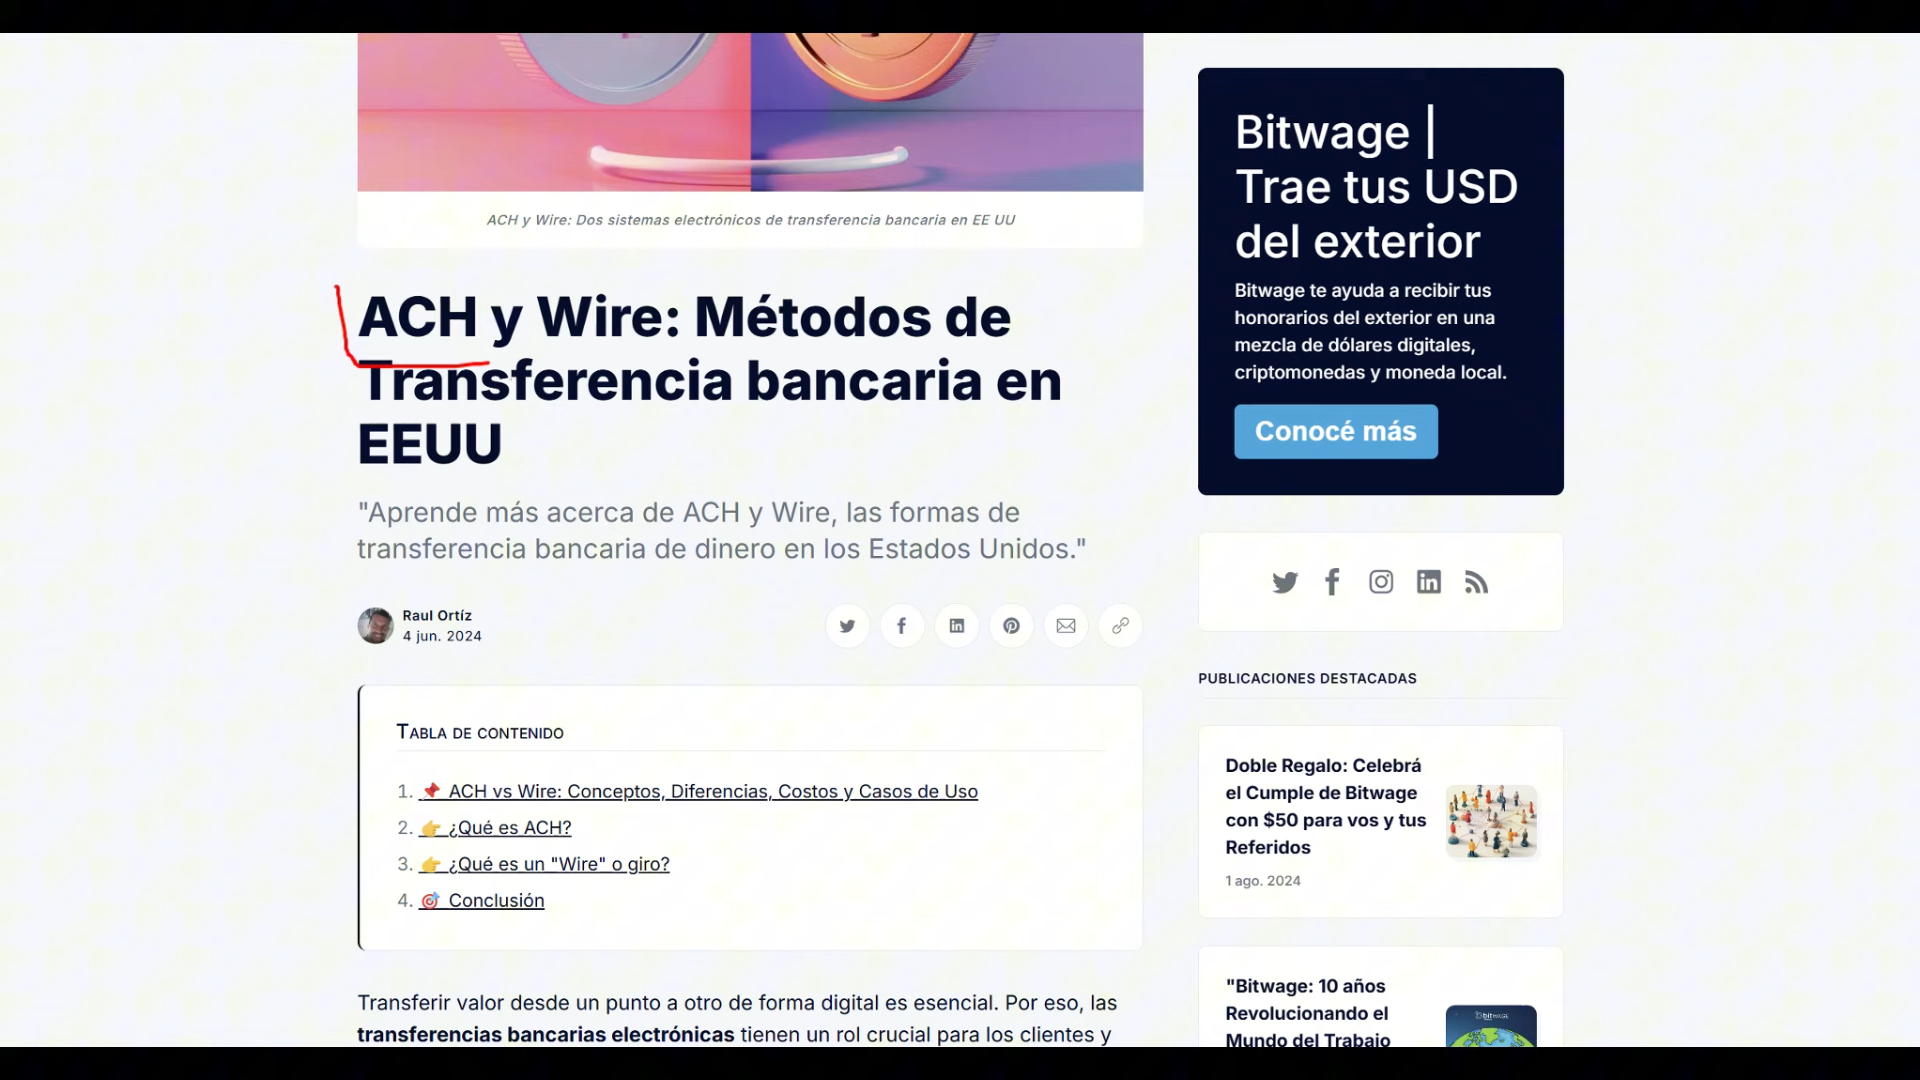 ACH y Wire: Dos sistemas electrónicos de transferencia bancaria en EE UU
ACH y Wire: Métodos de
Transferencia bancaria en
EEUU
"Aprende más acerca de ACH y Wire, las formas de
transferencia bancaria de dinero en los Estados Unidos."
Raul Ortíz
4 jun. 2024
TABLA DE CONTENIDO
1. 📌 ACH vs Wire: Conceptos, Diferencias, Costos y Casos de Uso
2. 👉 ¿Qué es ACH?
3. 👉 ¿Qué es un "Wire" o giro?
4. 🎯 Conclusión
Transferir valor desde un punto a otro de forma digital es esencial. Por eso, las
transferencias bancarias electrónicas tienen un rol crucial para los clientes y
Bitwage |
Trae tus USD
del exterior
Bitwage te ayuda a recibir tus
honorarios del exterior en una
mezcla de dólares digitales,
criptomonedas y moneda local.
Conocé más
PUBLICACIONES DESTACADAS
Doble Regalo: Celebrá
el Cumple de Bitwage
con $50 para vos y tus
Referidos
1 ago. 2024
"Bitwage: 10 años
Revolucionando el
Mundo del Trabajo
bitwage